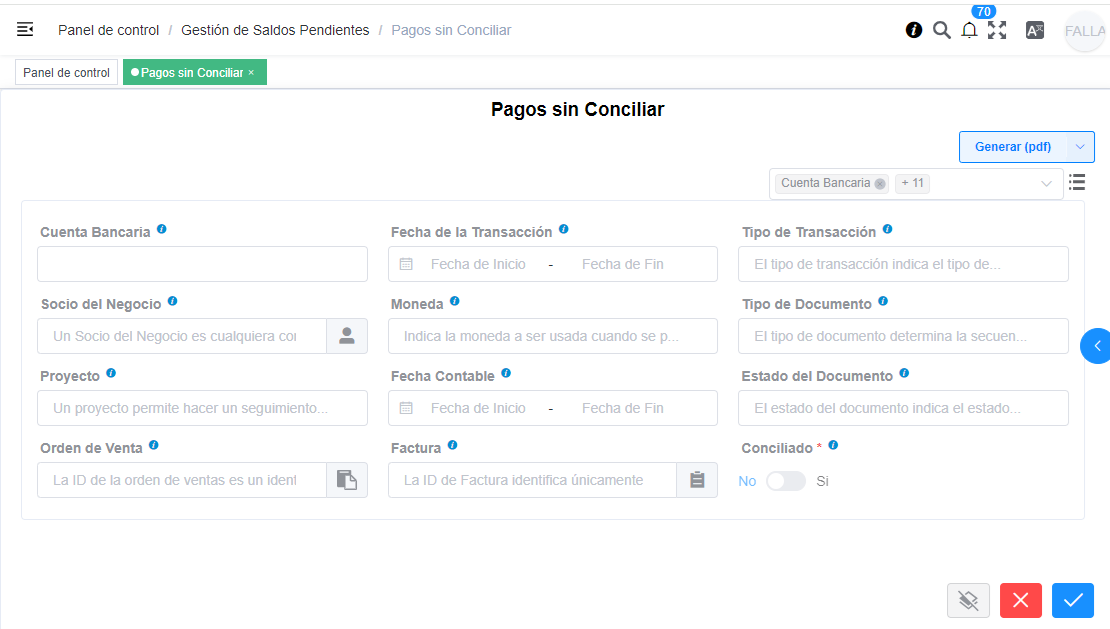 Panel de control / Gestión de Saldos Pendientes / Pagos sin Conciliar
70
FALLA
Panel de control
Pagos sin Conciliar ×
Pagos sin Conciliar
Generar (pdf)
Cuenta Bancaria + 11
Cuenta Bancaria
Fecha de la Transacción
Tipo de Transacción
Fecha de Inicio - Fecha de Fin
El tipo de transacción indica el tipo de...
Socio del Negocio
Moneda
Tipo de Documento
Un Socio del Negocio es cualquiera con
Indica la moneda a ser usada cuando se p...
El tipo de documento determina la secuen...
Proyecto
Fecha Contable
Estado del Documento
Un proyecto permite hacer un seguimiento...
Fecha de Inicio - Fecha de Fin
El estado del documento indica el estado...
Orden de Venta
Factura
Conciliado *
La ID de la orden de ventas es un ident
La ID de Factura identifica únicamente
No Si